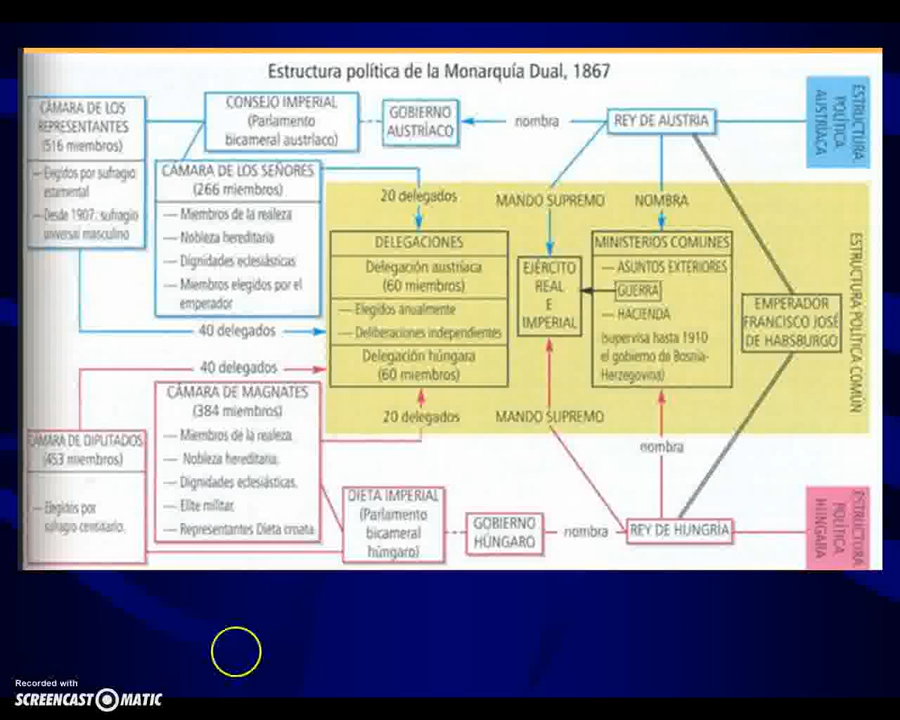 Estructura política de la Monarquía Dual, 1867
CÁMARA DE LOS
REPRESENTANTES
(516 miembros)
— Elegidos por sufragio
estamental
— Desde 1907: sufragio
universal masculino
CONSEJO IMPERIAL
(Parlamento
bicameral austríaco)
GOBIERNO
AUSTRÍACO
nombra
REY DE AUSTRIA
ESTRUCTURA
POLÍTICA
AUSTRIACA
CÁMARA DE LOS SEÑORES
(266 miembros)
— Miembros de la realeza
— Nobleza hereditaria
— Dignidades eclesiásticas
— Miembros elegidos por el
emperador
20 delegados
MANDO SUPREMO
NOMBRA
DELEGACIONES
Delegación austríaca
(60 miembros)
— Elegidos anualmente
— Deliberaciones independientes
Delegación húngara
(60 miembros)
EJÉRCITO
REAL
E
IMPERIAL
MINISTERIOS COMUNES
— ASUNTOS EXTERIORES
GUERRA
— HACIENDA
(supervisa hasta 1910
el gobierno de Bosnia-
Herzegovina)
EMPERADOR
FRANCISCO JOSÉ
DE HABSBURGO
ESTRUCTURA POLÍTICA COMÚN
40 delegados
40 delegados
20 delegados
MANDO SUPREMO
nombra
CÁMARA DE DIPUTADOS
(453 miembros)
— Elegidos por
sufragio censitario.
CÁMARA DE MAGNATES
(384 miembros)
— Miembros de la realeza
— Nobleza hereditaria.
— Dignidades eclesiásticas.
— Elite militar.
— Representantes Dieta croata
DIETA IMPERIAL
(Parlamento
bicameral
húngaro)
GOBIERNO
HÚNGARO
nombra
REY DE HUNGRÍA
ESTRUCTURA
POLÍTICA
HÚNGARA
Recorded with
SCREENCAST-O-MATIC